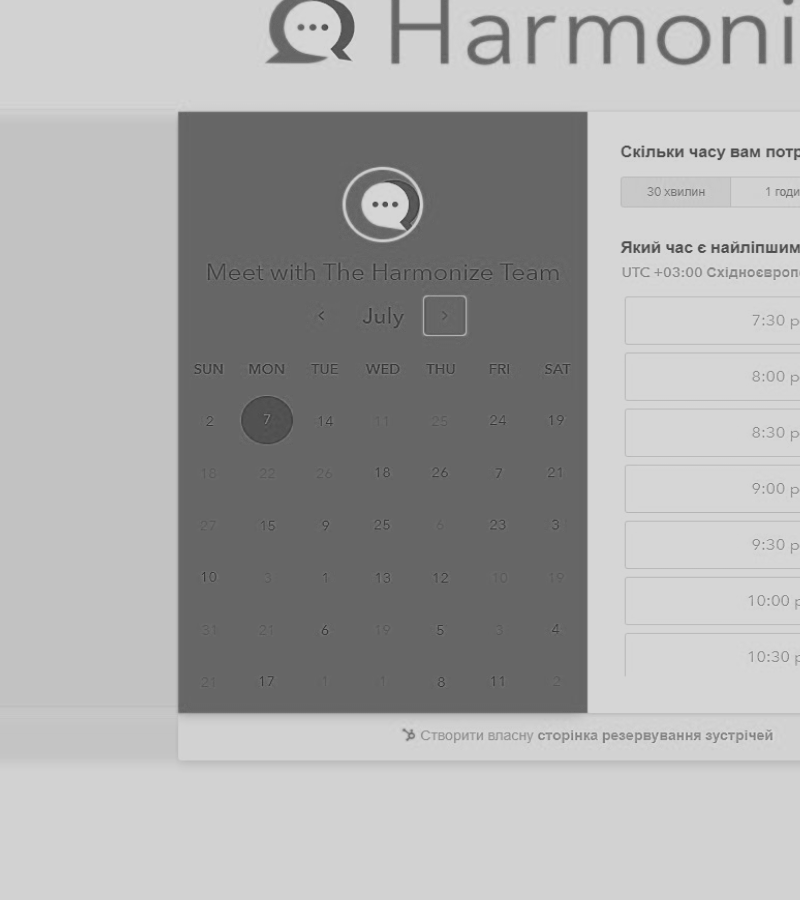 Harmoni
Meet with The Harmonize Team
July
SUN MON TUE WED THU FRI SAT
2 7 14 11 25 24 19
18 22 26 18 26 7 21
27 15 9 25 6 23 3
10 3 1 13 12 10 19
31 21 6 19 5 3 4
21 17 1 1 8 11 2
Скільки часу вам потр
30 хвилин
1 годи
Який час є найліпшим
UTC +03:00 Східноєвроп
7:30 р
8:00 р
8:30 р
9:00 р
9:30 р
10:00 р
10:30 р
Створити власну сторінка резервування зустрічей